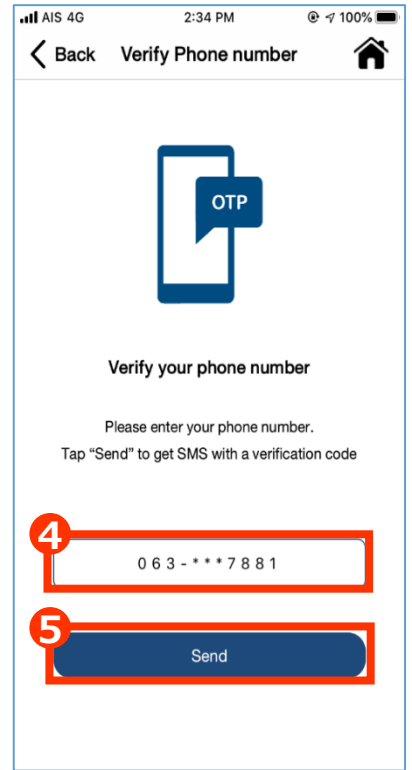 AIS 4G 2:34 PM 100%
Back Verify Phone number
OTP
Verify your phone number
Please enter your phone number.
Tap “Send” to get SMS with a verification code
4
063-***7881
5
Send